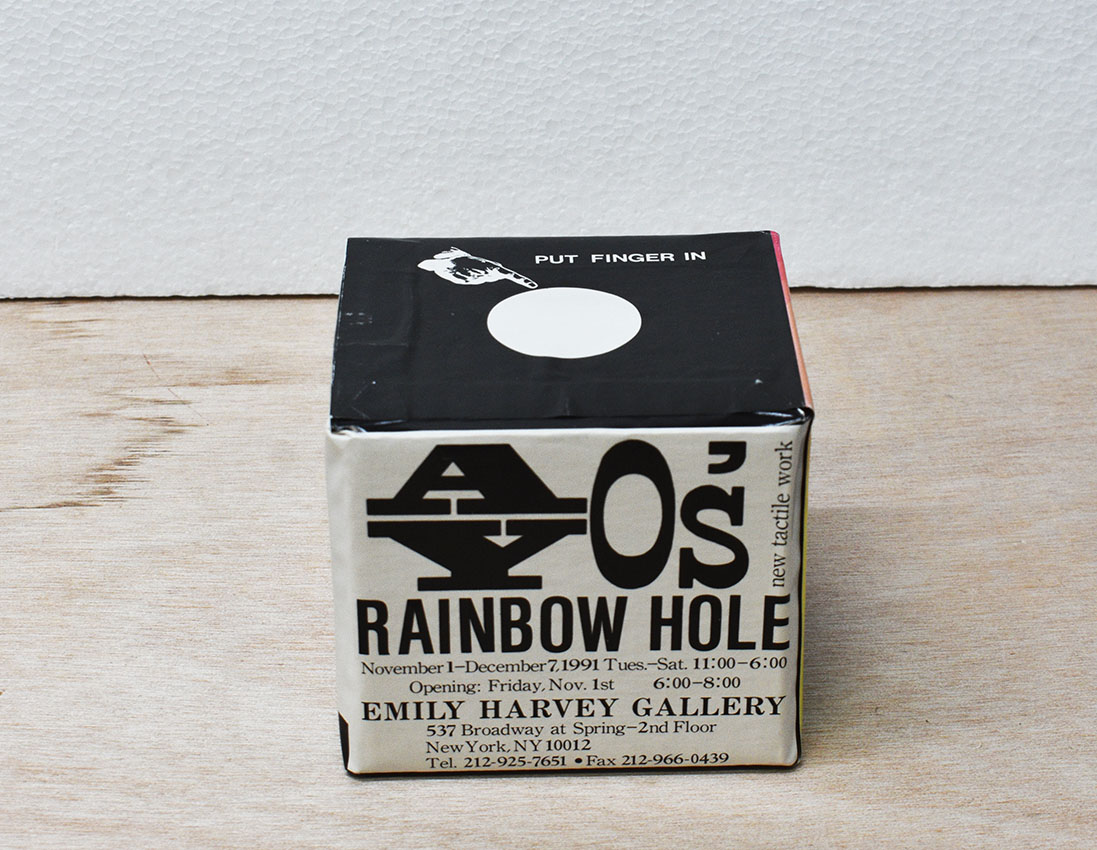 PUT FINGER IN
AY O's
new tactile work
RAINBOW HOLE
November 1–December 7, 1991 Tues.–Sat. 11:00–6:00
Opening: Friday, Nov. 1st 6:00–8:00
EMILY HARVEY GALLERY
537 Broadway at Spring–2nd Floor
New York, NY 10012
Tel. 212-925-7651 • Fax 212-966-0439